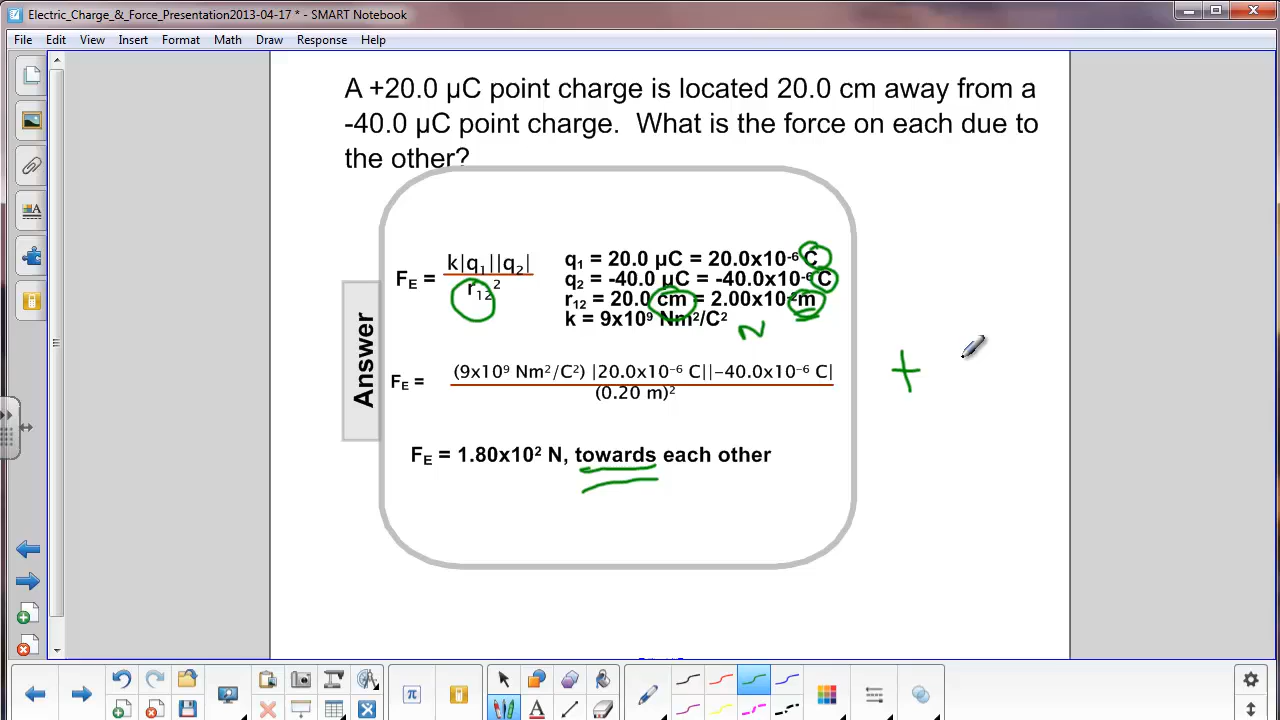 Electric_Charge_&_Force_Presentation2013-04-17 * - SMART Notebook
File Edit View Insert Format Math Draw Response Help
A +20.0 µC point charge is located 20.0 cm away from a
-40.0 µC point charge. What is the force on each due to
the other?
Answer
F_E = k|q₁||q₂| / r₁₂²
q₁ = 20.0 µC = 20.0x10⁻⁶ C
q₂ = -40.0 µC = -40.0x10⁻⁶ C
r₁₂ = 20.0 cm = 2.00x10⁻²m
k = 9x10⁹ Nm²/C²
N
F_E = (9x10⁹ Nm²/C²) |20.0x10⁻⁶ C||-40.0x10⁻⁶ C| / (0.20 m)²
+
F_E = 1.80x10² N, towards each other
π
A